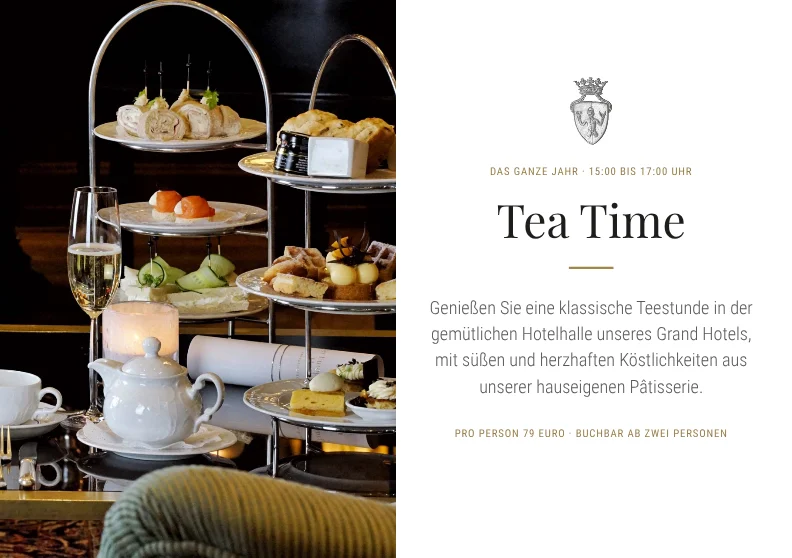 DAS GANZE JAHR · 15:00 BIS 17:00 UHR
Tea Time
Genießen Sie eine klassische Teestunde in der
gemütlichen Hotelhalle unseres Grand Hotels,
mit süßen und herzhaften Köstlichkeiten aus
unserer hauseigenen Pâtisserie.
PRO PERSON 79 EURO · BUCHBAR AB ZWEI PERSONEN